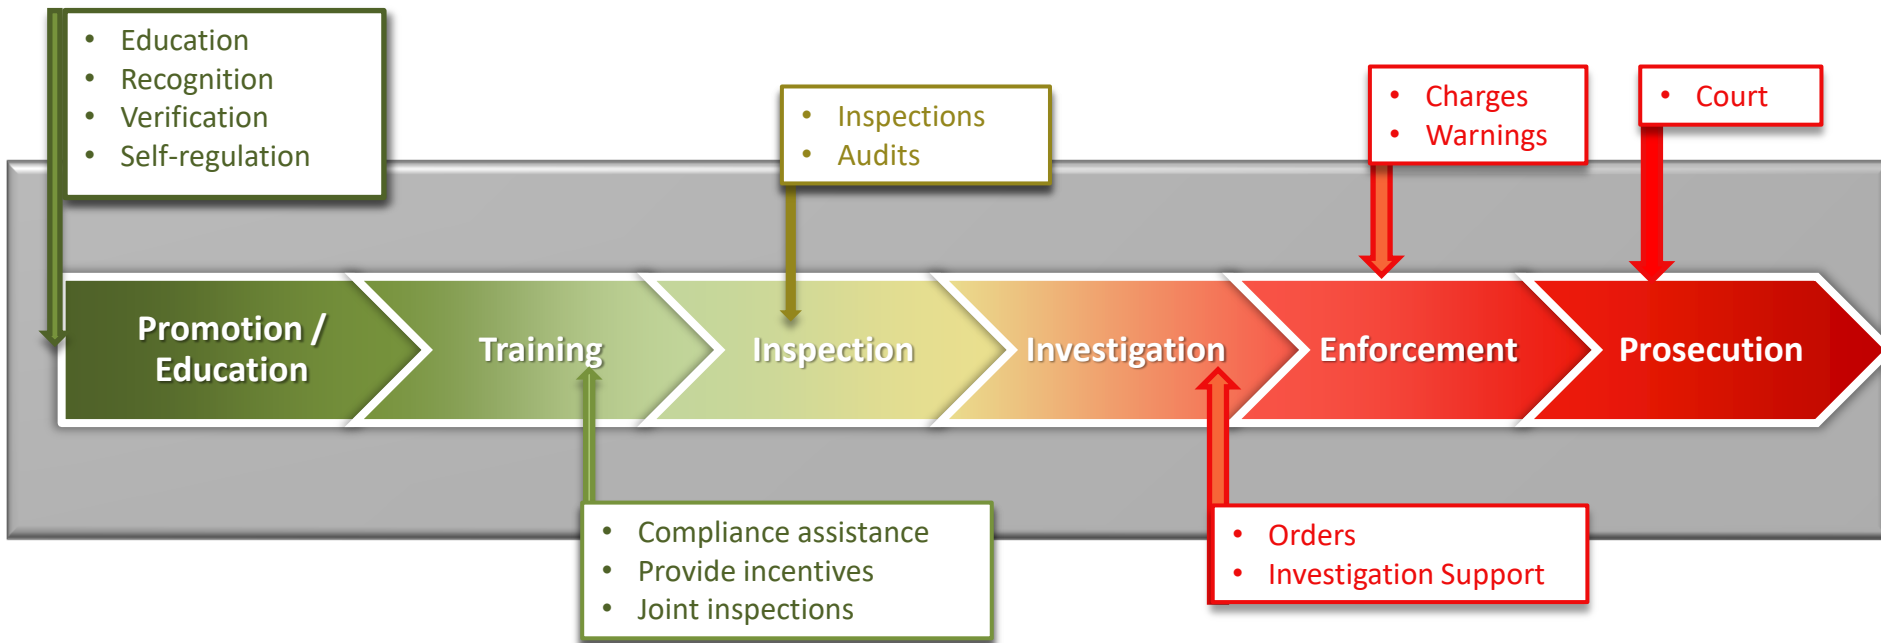 • Education
• Recognition
• Verification
• Self-regulation
• Inspections
• Audits
• Charges
• Warnings
• Court
Promotion /
Education
Training
Inspection
Investigation
Enforcement
Prosecution
• Compliance assistance
• Provide incentives
• Joint inspections
• Orders
• Investigation Support